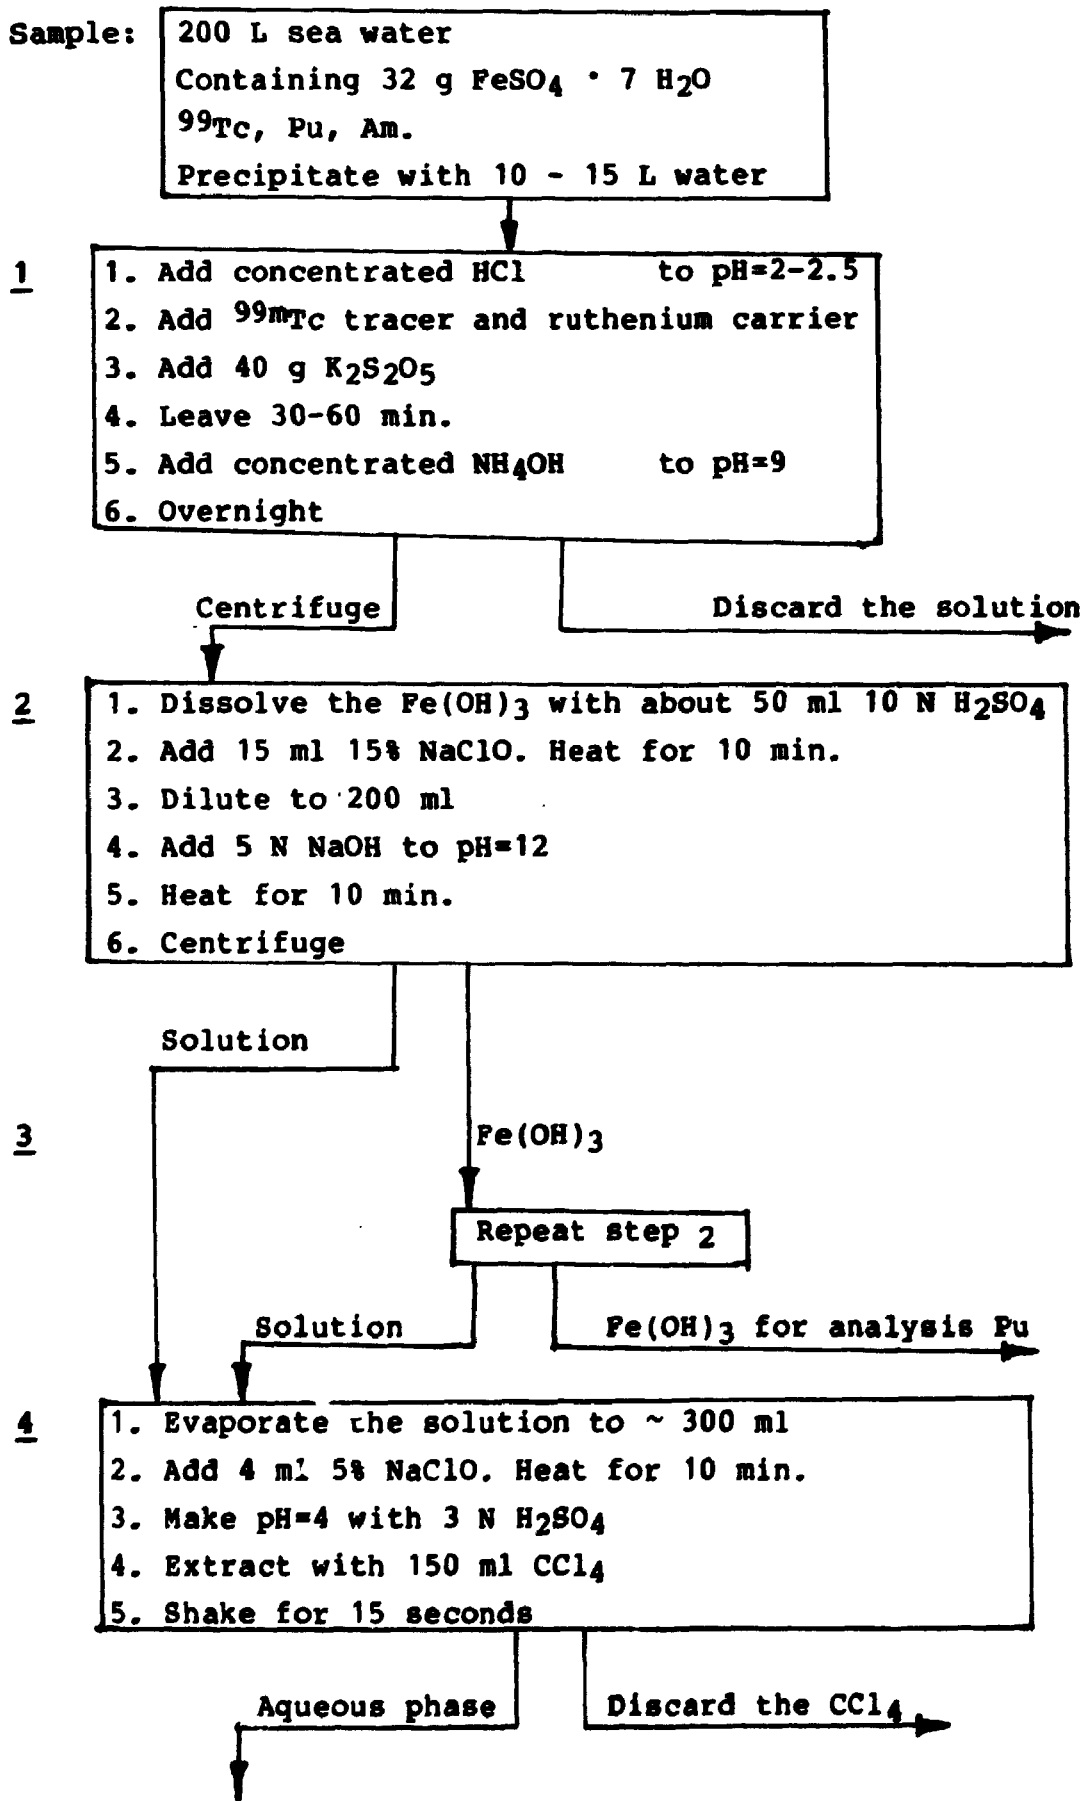 Sample:
200 L sea water
Containing 32 g FeSO4 · 7 H2O
99Tc, Pu, Am.
Precipitate with 10 - 15 L water
1
1. Add concentrated HCl to pH=2-2.5
2. Add 99mTc tracer and ruthenium carrier
3. Add 40 g K2S2O5
4. Leave 30-60 min.
5. Add concentrated NH4OH to pH=9
6. Overnight
Centrifuge
Discard the solution
2
1. Dissolve the Fe(OH)3 with about 50 ml 10 N H2SO4
2. Add 15 ml 15% NaClO. Heat for 10 min.
3. Dilute to 200 ml
4. Add 5 N NaOH to pH=12
5. Heat for 10 min.
6. Centrifuge
Solution
3
Fe(OH)3
Repeat step 2
Solution
Fe(OH)3 for analysis Pu
4
1. Evaporate the solution to ~ 300 ml
2. Add 4 ml 5% NaClO. Heat for 10 min.
3. Make pH=4 with 3 N H2SO4
4. Extract with 150 ml CCl4
5. Shake for 15 seconds
Aqueous phase
Discard the CCl4